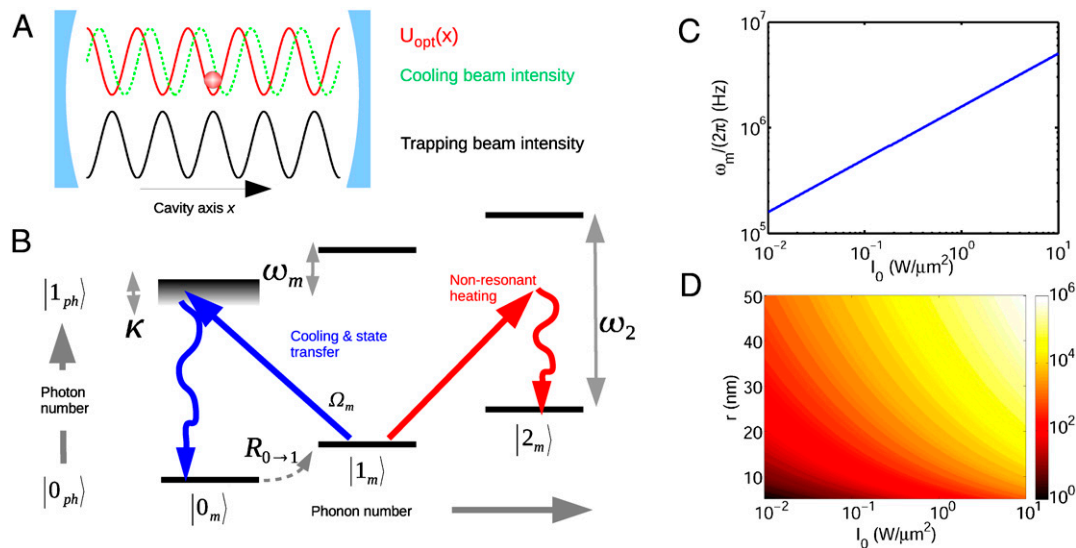 A
U_opt(x)
Cooling beam intensity
Trapping beam intensity
Cavity axis x
B
|1_ph⟩
κ
ω_m
Cooling & state
transfer
Non-resonant
heating
ω_2
Photon
number
Ω_m
|0_ph⟩
R_0→1
|0_m⟩
|1_m⟩
|2_m⟩
Phonon number
C
ω_m/(2π) (Hz)
10^7
10^6
10^5
10^-2
10^-1
10^0
10^1
I_0 (W/μm^2)
D
r (nm)
50
40
30
20
10
10^-2
10^-1
10^0
10^1
I_0 (W/μm^2)
10^6
10^4
10^2
10^0